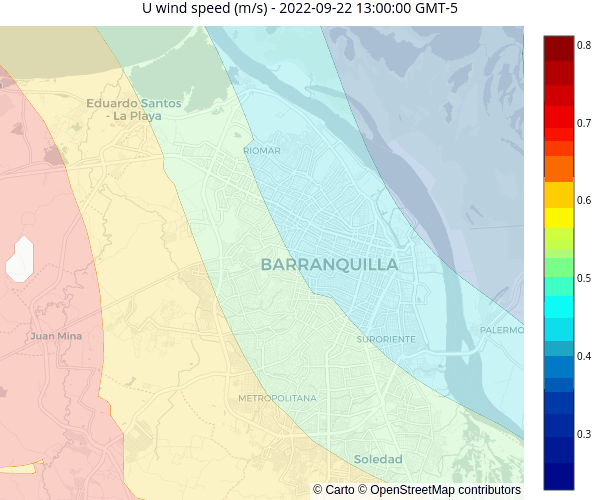 U wind speed (m/s) - 2022-09-22 13:00:00 GMT-5
Eduardo Santos
- La Playa
RIOMAR
BARRANQUILLA
Juan Mina
SURORIENTE
PALERMO
METROPOLITANA
Soledad
© Carto © OpenStreetMap contributors
0.8
0.7
0.6
0.5
0.4
0.3